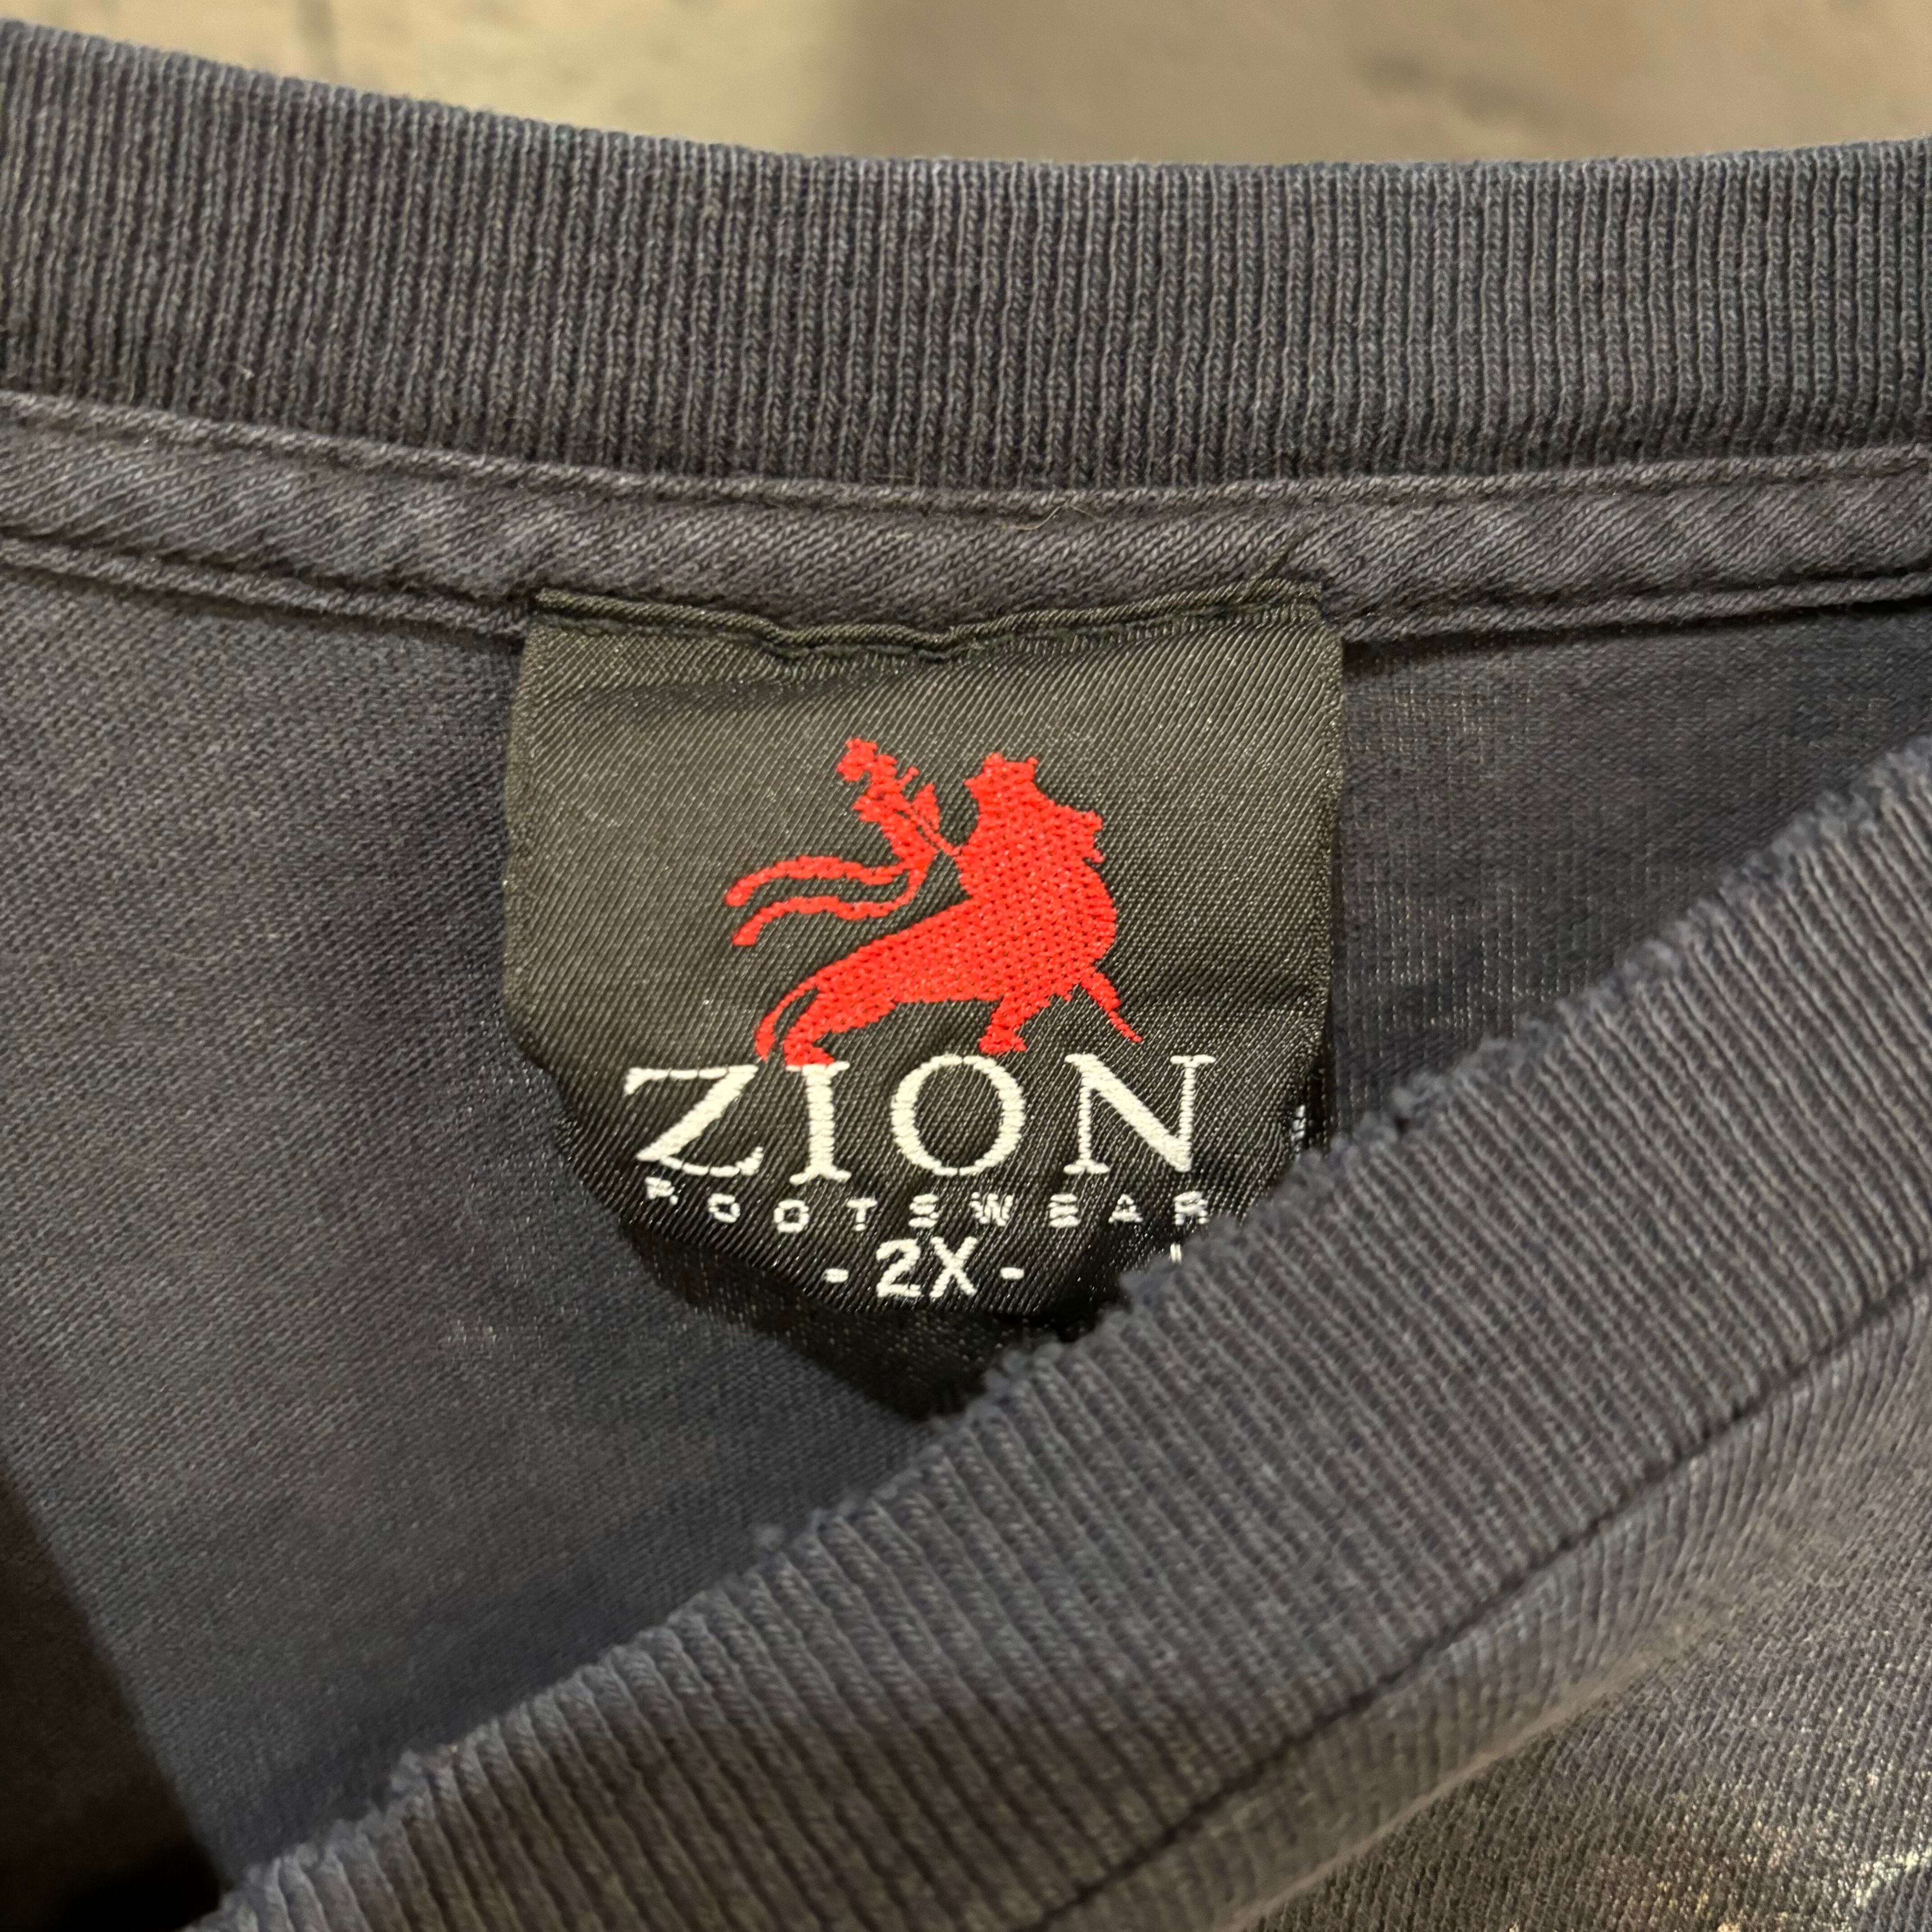 ZION
ROOTSWEAR
- 2X -